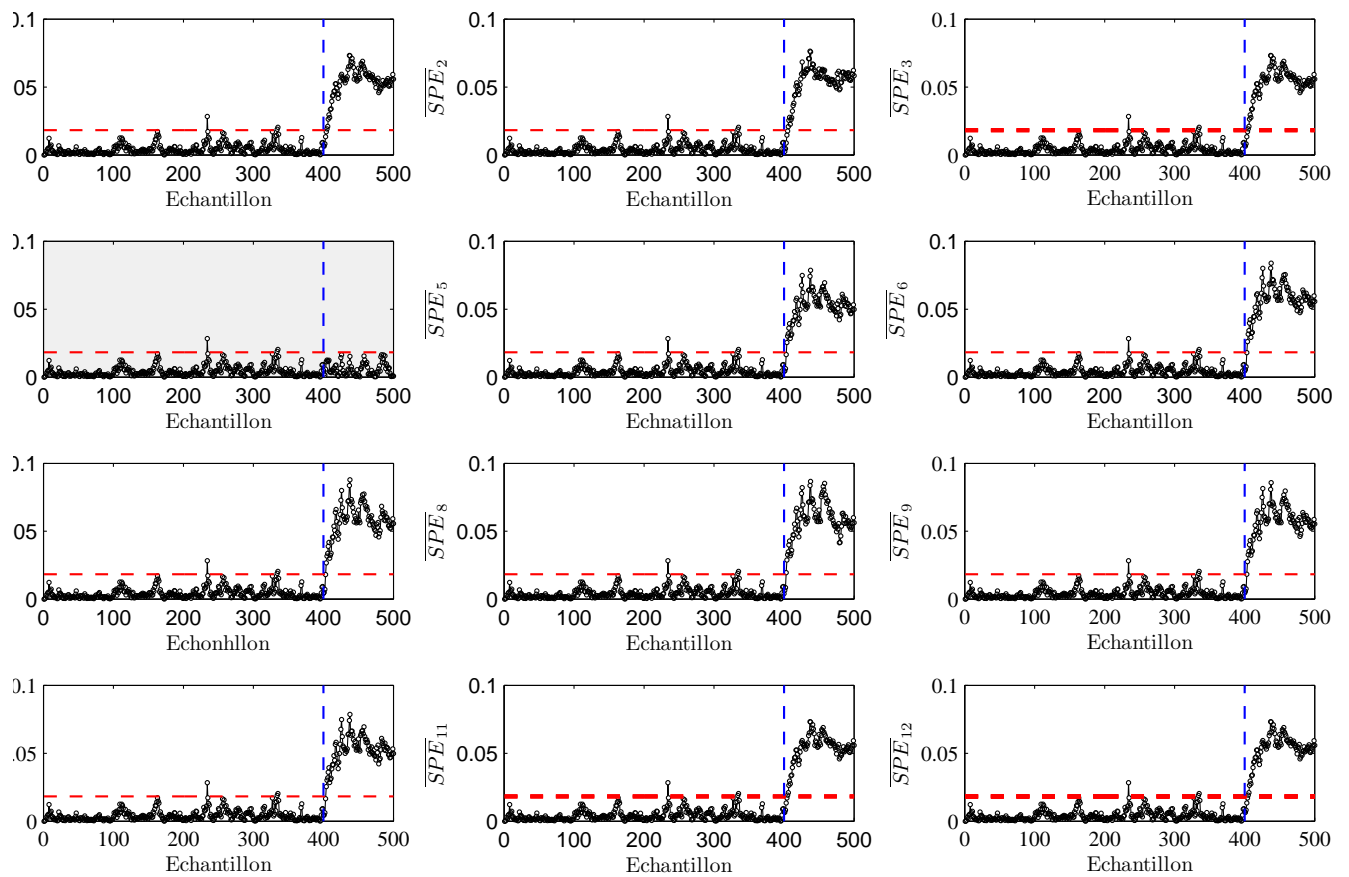 0.1 0.1 0.1
05 0.05 0.05
0 0 0
SPE2 SPE3
0 100 200 300 400 500 0 100 200 300 400 500 0 100 200 300 400 500
Echantillon Echantillon Echantillon
0.1 0.1 0.1
05 0.05 0.05
0 0 0
SPE5 SPE6
0 100 200 300 400 500 0 100 200 300 400 500 0 100 200 300 400 500
Echantillon Echnatillon Echantillon
0.1 0.1 0.1
05 0.05 0.05
0 0 0
SPE8 SPE9
0 100 200 300 400 500 0 100 200 300 400 500 0 100 200 300 400 500
Echonhllon Echantillon Echantillon
0.1 0.1 0.1
05 0.05 0.05
0 0 0
SPE11 SPE12
0 100 200 300 400 500 0 100 200 300 400 500 0 100 200 300 400 500
Echantillon Echantillon Echantillon